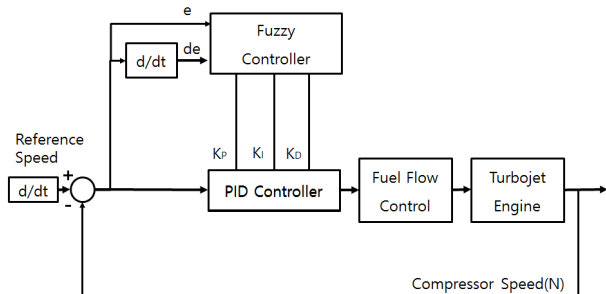 e
Fuzzy
Controller
d/dt
de
KP
KI
KD
Reference
Speed
+
d/dt
-
PID Controller
Fuel Flow
Control
Turbojet
Engine
Compressor Speed(N)